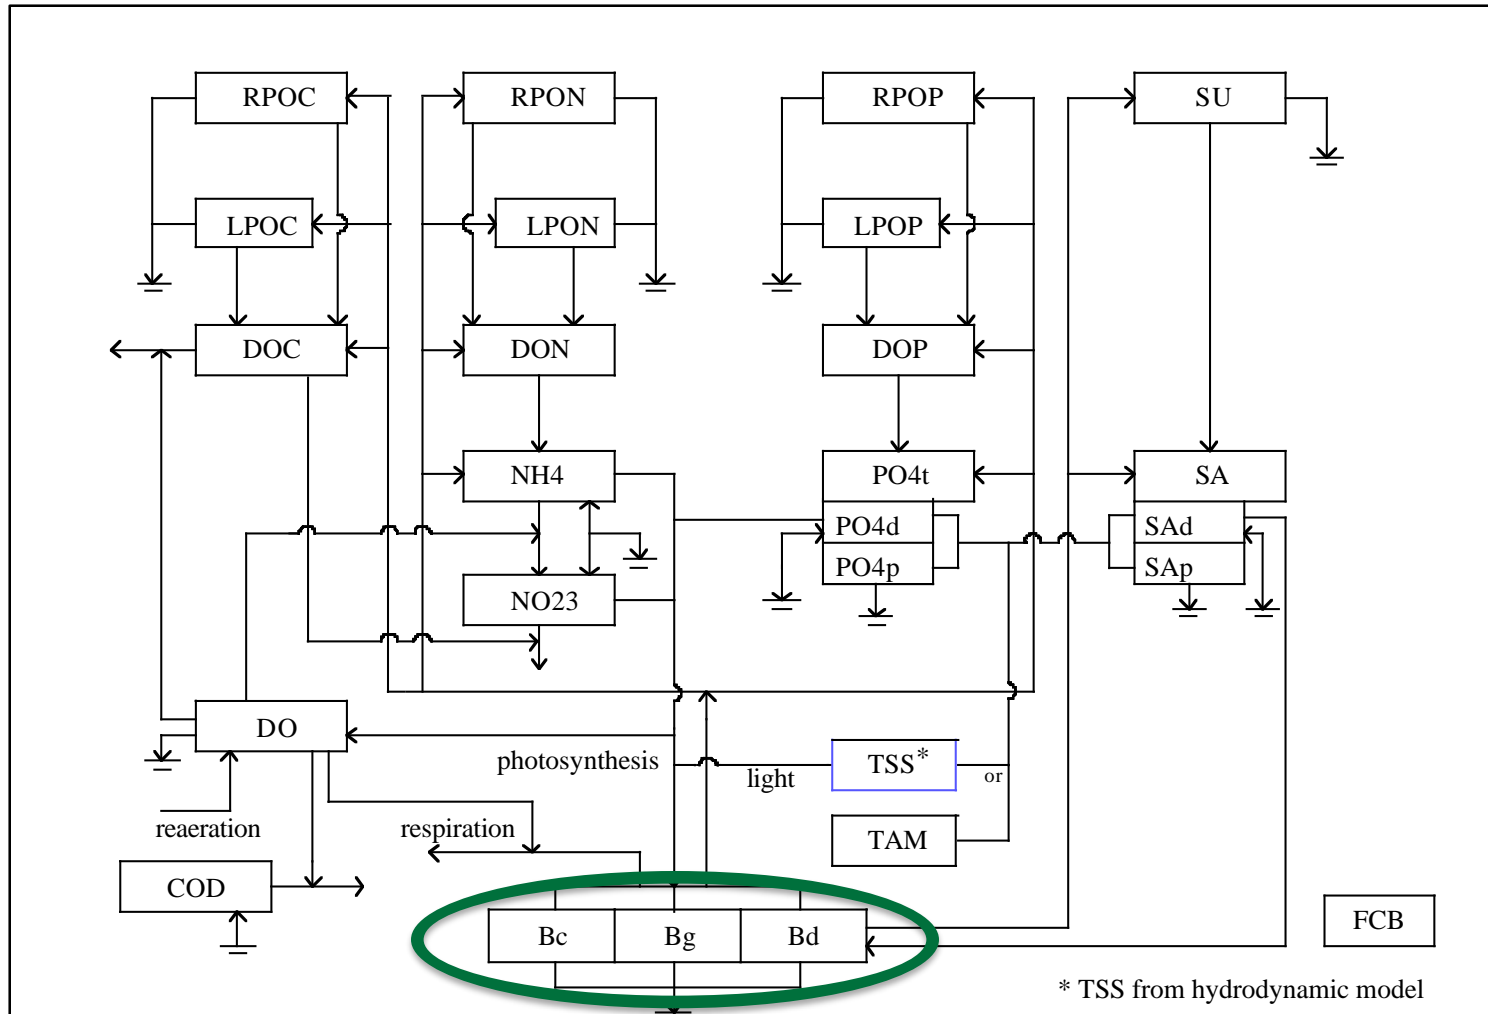 RPOC
RPON
RPOP
SU
LPOC
LPON
LPOP
DOC
DON
DOP
NH4
PO4t
SA
PO4d
SAd
PO4p
SAp
NO23
DO
photosynthesis
TSS*
light
or
reaeration
respiration
TAM
COD
Bc
Bg
Bd
FCB
* TSS from hydrodynamic model